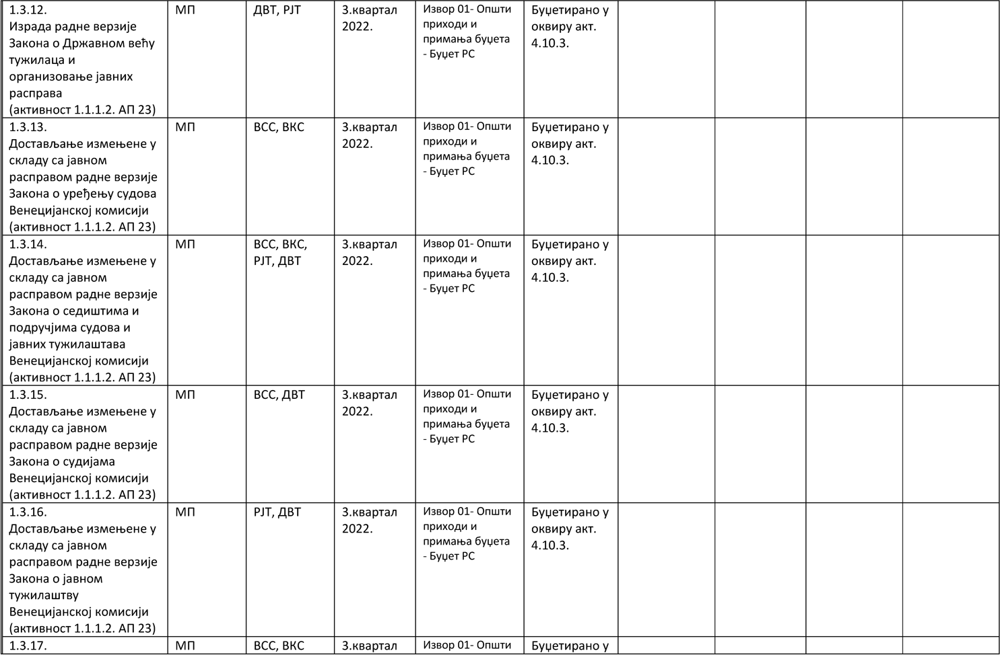 1.3.12.
Израда радне верзије
Закона о Државном већу
тужилаца и
организовање јавних
расправа
(активност 1.1.1.2. АП 23)
МП
ДВТ, РЈТ
3.квартал
2022.
Извор 01- Општи
приходи и
примања буџета
- Буџет РС
Буџетирано у
оквиру акт.
4.10.3.
1.3.13.
Достављање измењене у
складу са јавном
расправом радне верзије
Закона о уређењу судова
Венецијанској комисији
(активност 1.1.1.2. АП 23)
МП
ВСС, ВКС
3.квартал
2022.
Извор 01- Општи
приходи и
примања буџета
- Буџет РС
Буџетирано у
оквиру акт.
4.10.3.
1.3.14.
Достављање измењене у
складу са јавном
расправом радне верзије
Закона о седиштима и
подручјима судова и
јавних тужилаштава
Венецијанској комисији
(активност 1.1.1.2. АП 23)
МП
ВСС, ВКС,
РЈТ, ДВТ
3.квартал
2022.
Извор 01- Општи
приходи и
примања буџета
- Буџет РС
Буџетирано у
оквиру акт.
4.10.3.
1.3.15.
Достављање измењене у
складу са јавном
расправом радне верзије
Закона о судијама
Венецијанској комисији
(активност 1.1.1.2. АП 23)
МП
ВСС, ДВТ
3.квартал
2022.
Извор 01- Општи
приходи и
примања буџета
- Буџет РС
Буџетирано у
оквиру акт.
4.10.3.
1.3.16.
Достављање измењене у
складу са јавном
расправом радне верзије
Закона о јавном
тужилаштву
Венецијанској комисији
(активност 1.1.1.2. АП 23)
МП
РЈТ, ДВТ
3.квартал
2022.
Извор 01- Општи
приходи и
примања буџета
- Буџет РС
Буџетирано у
оквиру акт.
4.10.3.
1.3.17.
МП
ВСС, ВКС
3.квартал
Извор 01- Општи
Буџетирано у